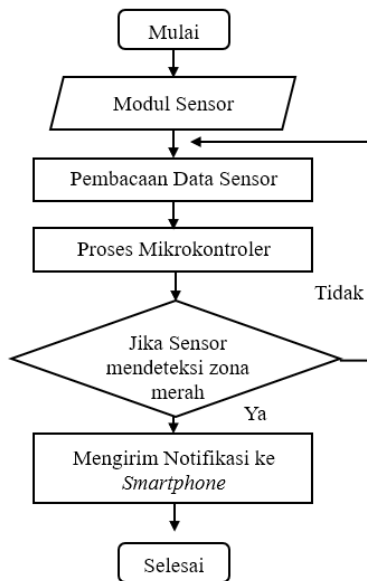 Mulai
Modul Sensor
Pembacaan Data Sensor
Proses Mikrokontroler
Tidak
Jika Sensor
mendeteksi zona
merah
Ya
Mengirim Notifikasi ke
Smartphone
Selesai